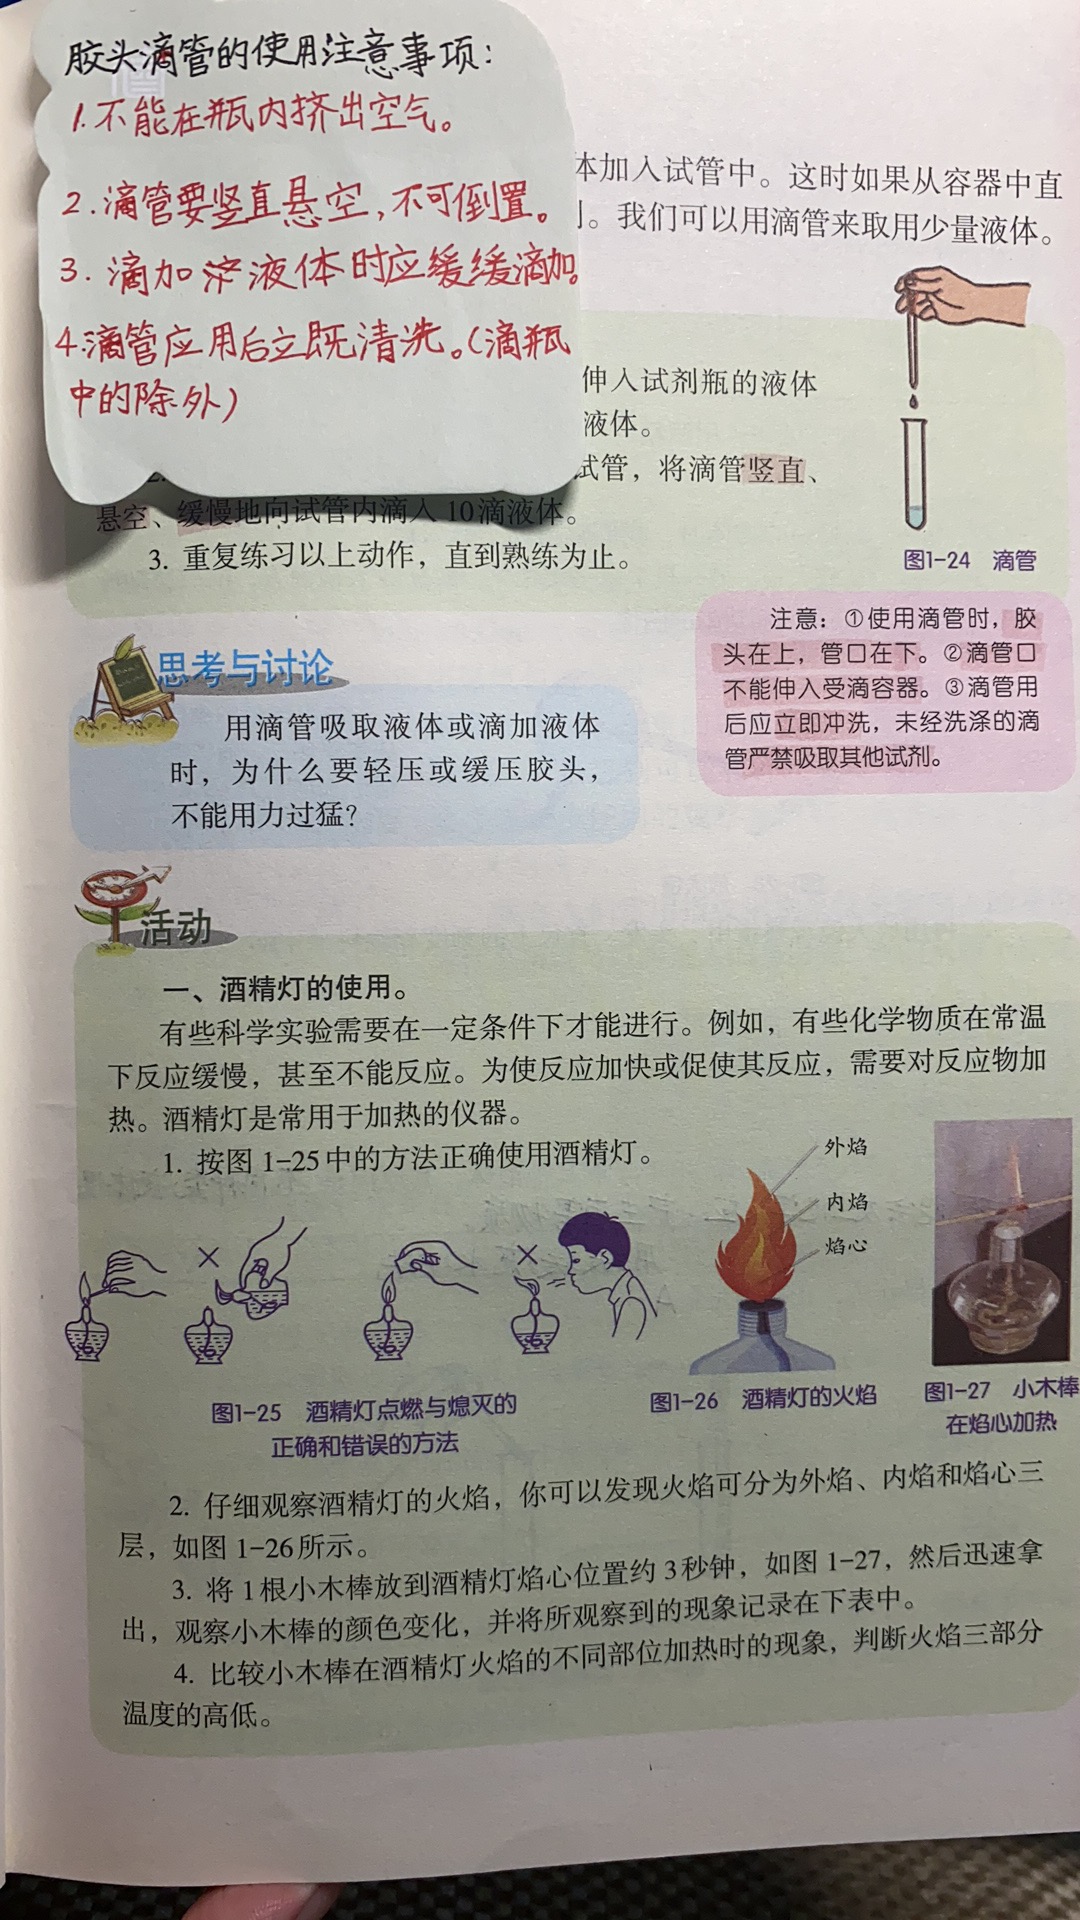 胶头滴管的使用注意事项:
1.不能在瓶内挤出空气。
2.滴管要竖直悬空,不可倒置。
3.滴加液体时应缓缓滴加。
4.滴管应用后立既清洗。(滴瓶
中的除外)
体加入试管中。这时如果从容器中直
。我们可以用滴管来取用少量液体。
伸入试剂瓶的液体
液体。
试管，将滴管竖直、
悬空、缓慢地向试管内滴入10滴液体。
3. 重复练习以上动作，直到熟练为止。
图1-24 滴管
注意：①使用滴管时，胶
头在上，管口在下。②滴管口
不能伸入受滴容器。③滴管用
后应立即冲洗，未经洗涤的滴
管严禁吸取其他试剂。
思考与讨论
用滴管吸取液体或滴加液体
时，为什么要轻压或缓压胶头，
不能用力过猛？
活动
一、酒精灯的使用。
有些科学实验需要在一定条件下才能进行。例如，有些化学物质在常温
下反应缓慢，甚至不能反应。为使反应加快或促使其反应，需要对反应物加
热。酒精灯是常用于加热的仪器。
1. 按图1-25中的方法正确使用酒精灯。
外焰
内焰
焰心
× ×
图1-25 酒精灯点燃与熄灭的
正确和错误的方法
图1-26 酒精灯的火焰
图1-27 小木棒
在焰心加热
2. 仔细观察酒精灯的火焰，你可以发现火焰可分为外焰、内焰和焰心三
层，如图1-26所示。
3. 将1根小木棒放到酒精灯焰心位置约3秒钟，如图1-27，然后迅速拿
出，观察小木棒的颜色变化，并将所观察到的现象记录在下表中。
4. 比较小木棒在酒精灯火焰的不同部位加热时的现象，判断火焰三部分
温度的高低。